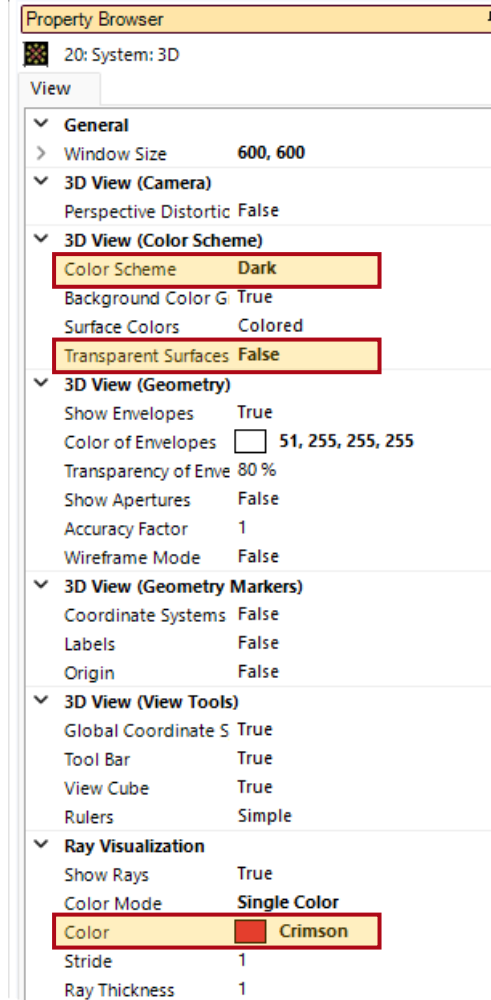 Property Browser
20: System: 3D
View
General
Window Size 600, 600
3D View (Camera)
Perspective Distortic False
3D View (Color Scheme)
Color Scheme Dark
Background Color G True
Surface Colors Colored
Transparent Surfaces False
3D View (Geometry)
Show Envelopes True
Color of Envelopes 51, 255, 255, 255
Transparency of Enve 80 %
Show Apertures False
Accuracy Factor 1
Wireframe Mode False
3D View (Geometry Markers)
Coordinate Systems False
Labels False
Origin False
3D View (View Tools)
Global Coordinate S True
Tool Bar True
View Cube True
Rulers Simple
Ray Visualization
Show Rays True
Color Mode Single Color
Color Crimson
Stride 1
Ray Thickness 1